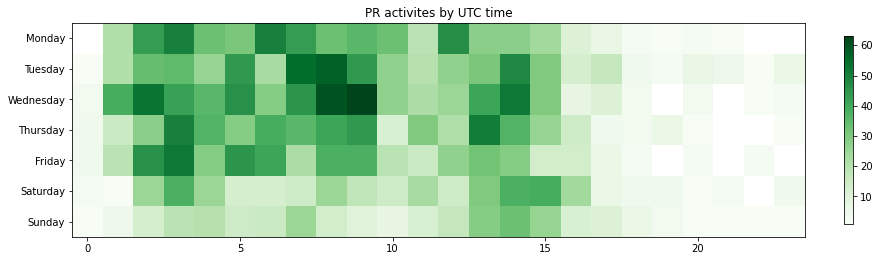 PR activites by UTC time
Monday
Tuesday
Wednesday
Thursday
Friday
Saturday
Sunday
0 5 10 15 20
60
50
40
30
20
10